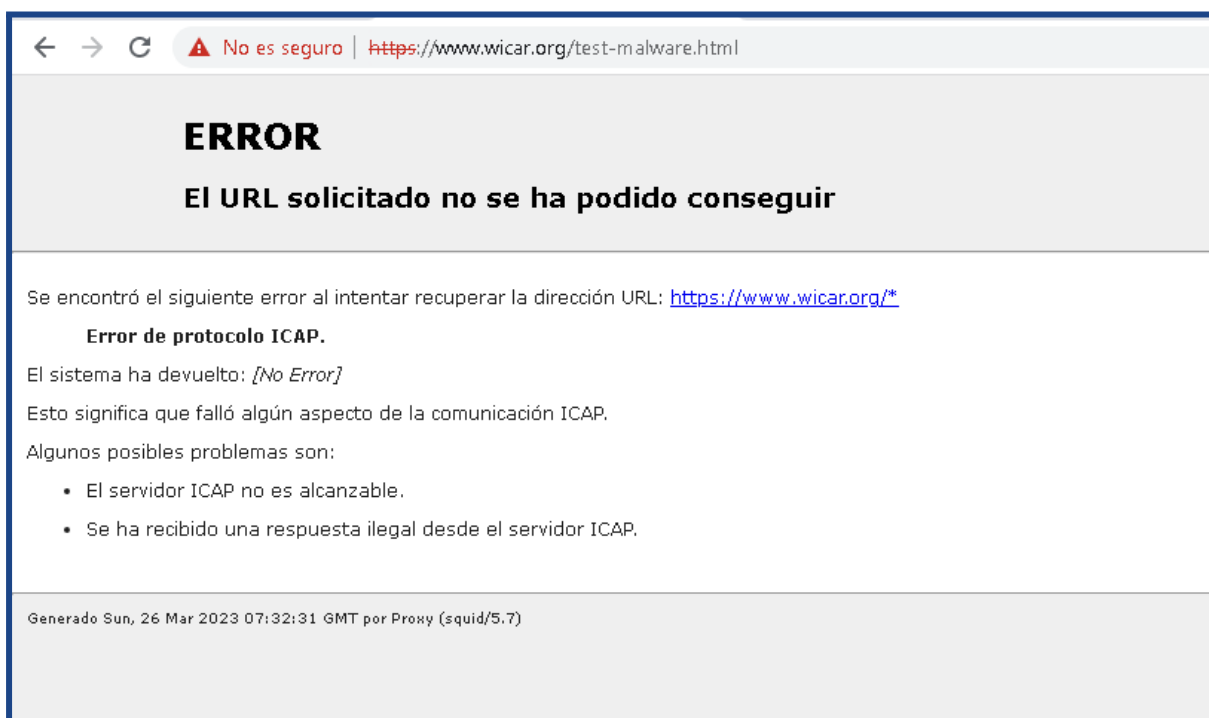 No es seguro | https://www.wicar.org/test-malware.html
ERROR
El URL solicitado no se ha podido conseguir
Se encontró el siguiente error al intentar recuperar la dirección URL: https://www.wicar.org/*
Error de protocolo ICAP.
El sistema ha devuelto: [No Error]
Esto significa que falló algún aspecto de la comunicación ICAP.
Algunos posibles problemas son:
• El servidor ICAP no es alcanzable.
• Se ha recibido una respuesta ilegal desde el servidor ICAP.
Generado Sun, 26 Mar 2023 07:32:31 GMT por Proxy (squid/5.7)